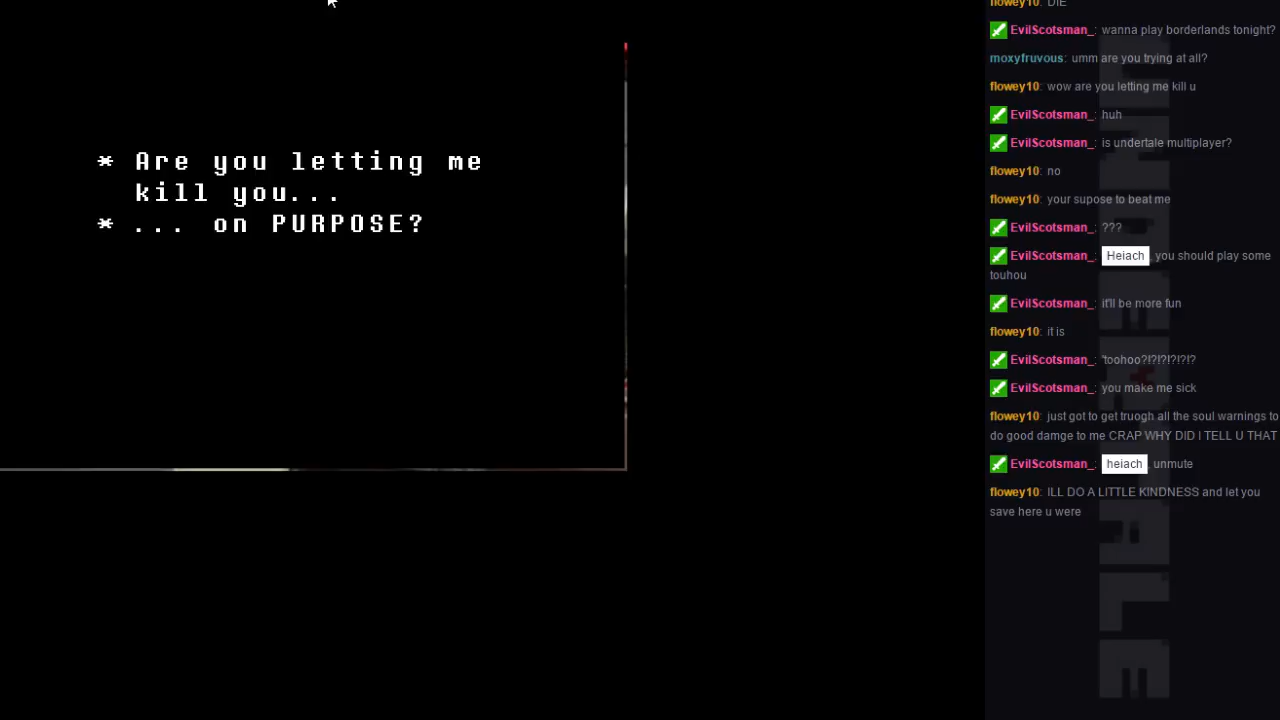 * Are you letting me
kill you...
* ... on PURPOSE?
flowey10: DIE
EvilScotsman_: wanna play borderlands tonight?
moxyfruvous: umm are you trying at all?
flowey10: wow are you letting me kill u
EvilScotsman_: huh
EvilScotsman_: is undertale multiplayer?
flowey10: no
flowey10: your supose to beat me
EvilScotsman_: ???
EvilScotsman_: Heiach, you should play some
touhou
EvilScotsman_: it'll be more fun
flowey10: it is
EvilScotsman_: 'toohoo?!?!?!?!?!?
EvilScotsman_: you make me sick
flowey10: just got to get truogh all the soul warnings to
do good damge to me CRAP WHY DID I TELL U THAT
EvilScotsman_: heiach, unmute
flowey10: ILL DO A LITTLE KINDNESS and let you
save here u were
UNDERTALE